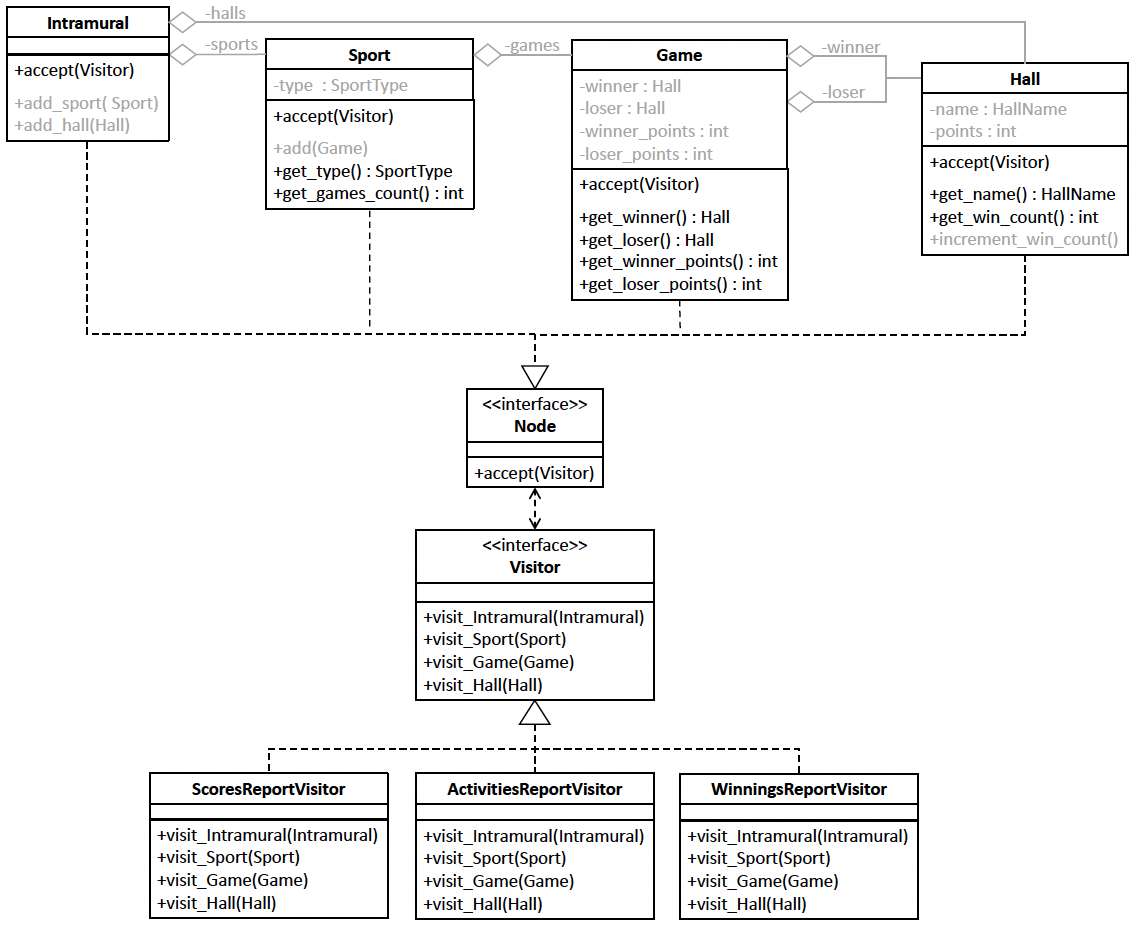 Intramural
+accept(Visitor)
+add_sport( Sport)
+add_hall(Hall)
-halls
-sports
Sport
-type : SportType
+accept(Visitor)
+add(Game)
+get_type() : SportType
+get_games_count() : int
-games
Game
-winner : Hall
-loser : Hall
-winner_points : int
-loser_points : int
+accept(Visitor)
+get_winner() : Hall
+get_loser() : Hall
+get_winner_points() : int
+get_loser_points() : int
-winner
-loser
Hall
-name : HallName
-points : int
+accept(Visitor)
+get_name() : HallName
+get_win_count() : int
+increment_win_count()
<<interface>>
Node
+accept(Visitor)
<<interface>>
Visitor
+visit_Intramural(Intramural)
+visit_Sport(Sport)
+visit_Game(Game)
+visit_Hall(Hall)
ScoresReportVisitor
+visit_Intramural(Intramural)
+visit_Sport(Sport)
+visit_Game(Game)
+visit_Hall(Hall)
ActivitiesReportVisitor
+visit_Intramural(Intramural)
+visit_Sport(Sport)
+visit_Game(Game)
+visit_Hall(Hall)
WinningsReportVisitor
+visit_Intramural(Intramural)
+visit_Sport(Sport)
+visit_Game(Game)
+visit_Hall(Hall)